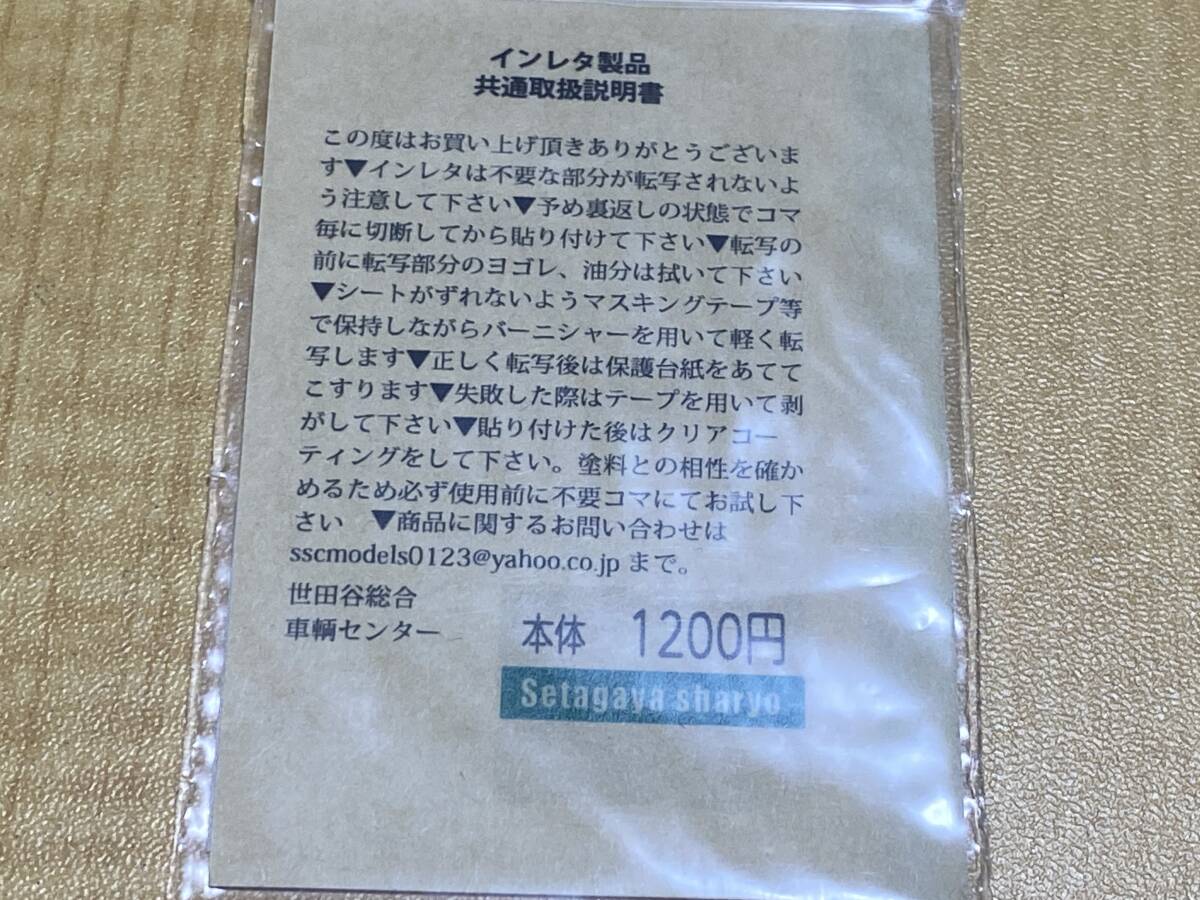 インレタ製品
共通取扱説明書
この度はお買い上げ頂きありがとうございま
す▼インレタは不要な部分が転写されないよ
う注意して下さい▼予め裏返しの状態でコマ
毎に切断してから貼り付けて下さい▼転写の
前に転写部分のヨゴレ、油分は拭いて下さい
▼シートがずれないようマスキングテープ等
で保持しながらバーニシャーを用いて軽く転
写します▼正しく転写後は保護台紙をあてて
こすります▼失敗した際はテープを用いて剥
がして下さい▼貼り付けた後はクリアコー
ティングをして下さい。塗料との相性を確か
めるため必ず使用前に不要コマにてお試し下
さい　▼商品に関するお問い合わせは
sscmodels0123@yahoo.co.jp まで。
世田谷総合
車輌センター
本体　1200円
Setagaya sharyo